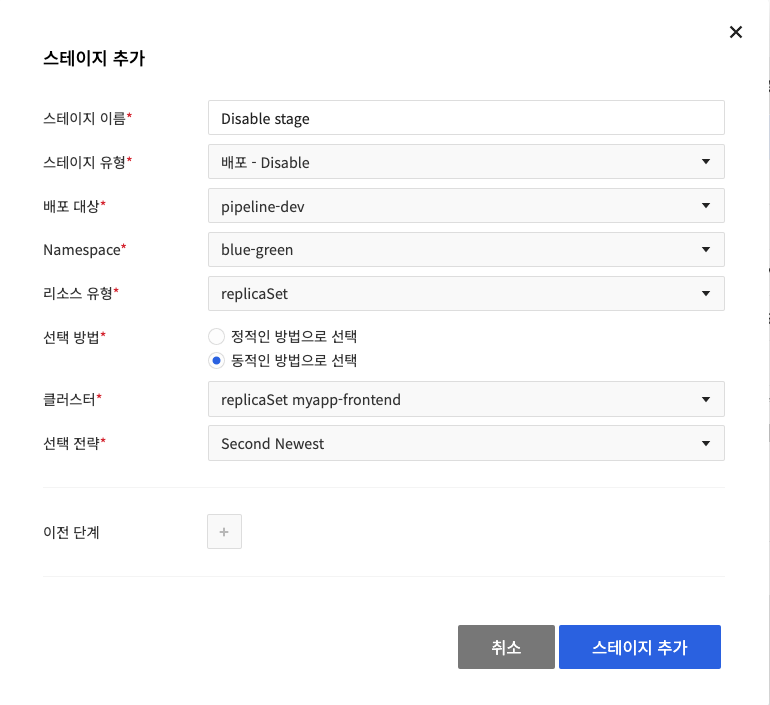 스테이지 추가
스테이지 이름* Disable stage
스테이지 유형* 배포 - Disable
배포 대상* pipeline-dev
Namespace* blue-green
리소스 유형* replicaSet
선택 방법* 정적인 방법으로 선택
동적인 방법으로 선택
클러스터* replicaSet myapp-frontend
선택 전략* Second Newest
이전 단계 +
취소 스테이지 추가